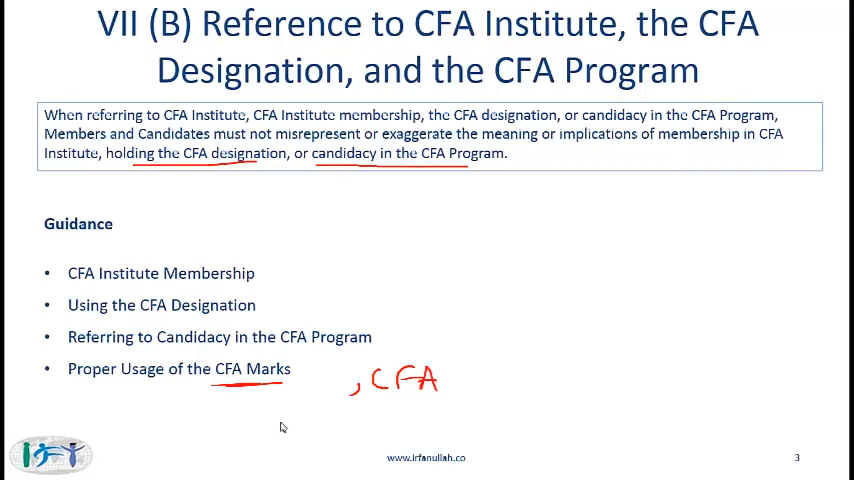 VII (B) Reference to CFA Institute, the CFA
Designation, and the CFA Program
When referring to CFA Institute, CFA Institute membership, the CFA designation, or candidacy in the CFA Program,
Members and Candidates must not misrepresent or exaggerate the meaning or implications of membership in CFA
Institute, holding the CFA designation, or candidacy in the CFA Program.
Guidance
• CFA Institute Membership
• Using the CFA Designation
• Referring to Candidacy in the CFA Program
• Proper Usage of the CFA Marks
, CFA
IFT
www.irfanullah.co
3